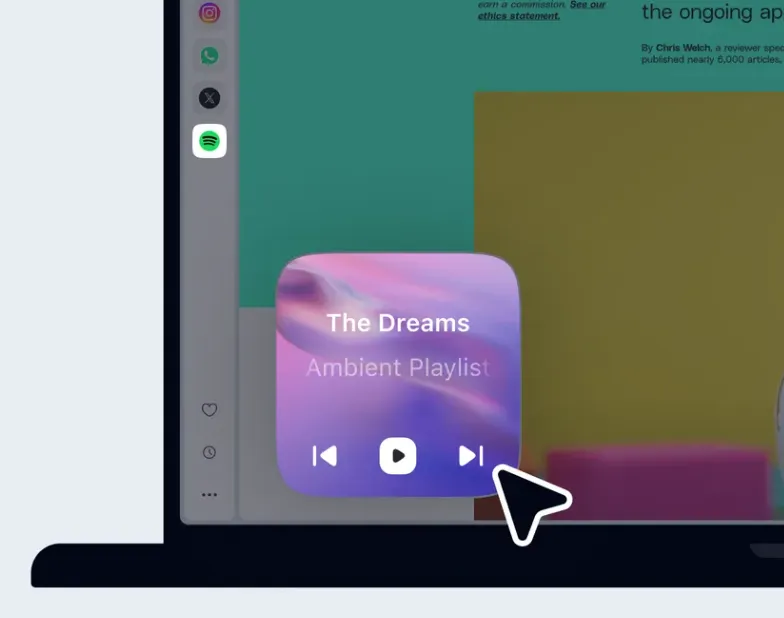 earn a commission. See our
ethics statement.
the ongoing ap
By Chris Welch, a reviewer spec
published nearly 5,000 articles,
The Dreams
Ambient Playlist